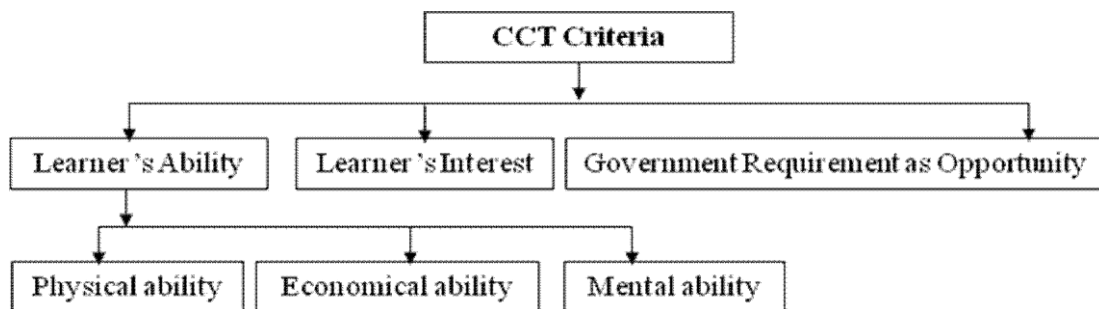 CCT Criteria
Learner's Ability
Learner's Interest
Government Requirement as Opportunity
Physical ability
Economical ability
Mental ability